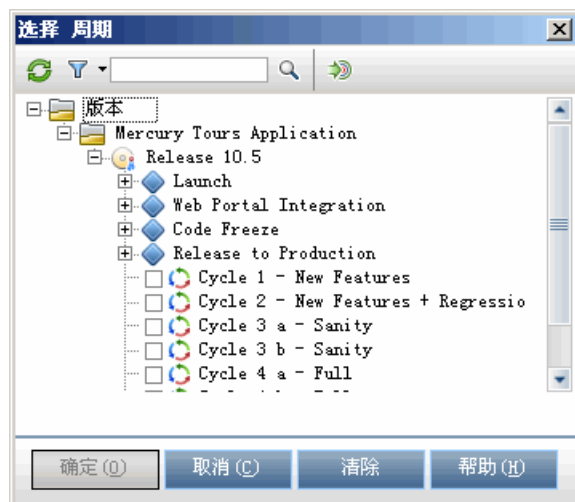 选择 周期
版本
Mercury Tours Application
Release 10.5
Launch
Web Portal Integration
Code Freeze
Release to Production
Cycle 1 - New Features
Cycle 2 - New Features + Regressio
Cycle 3 a - Sanity
Cycle 3 b - Sanity
Cycle 4 a - Full
确定(O) 取消(C) 清除 帮助(H)